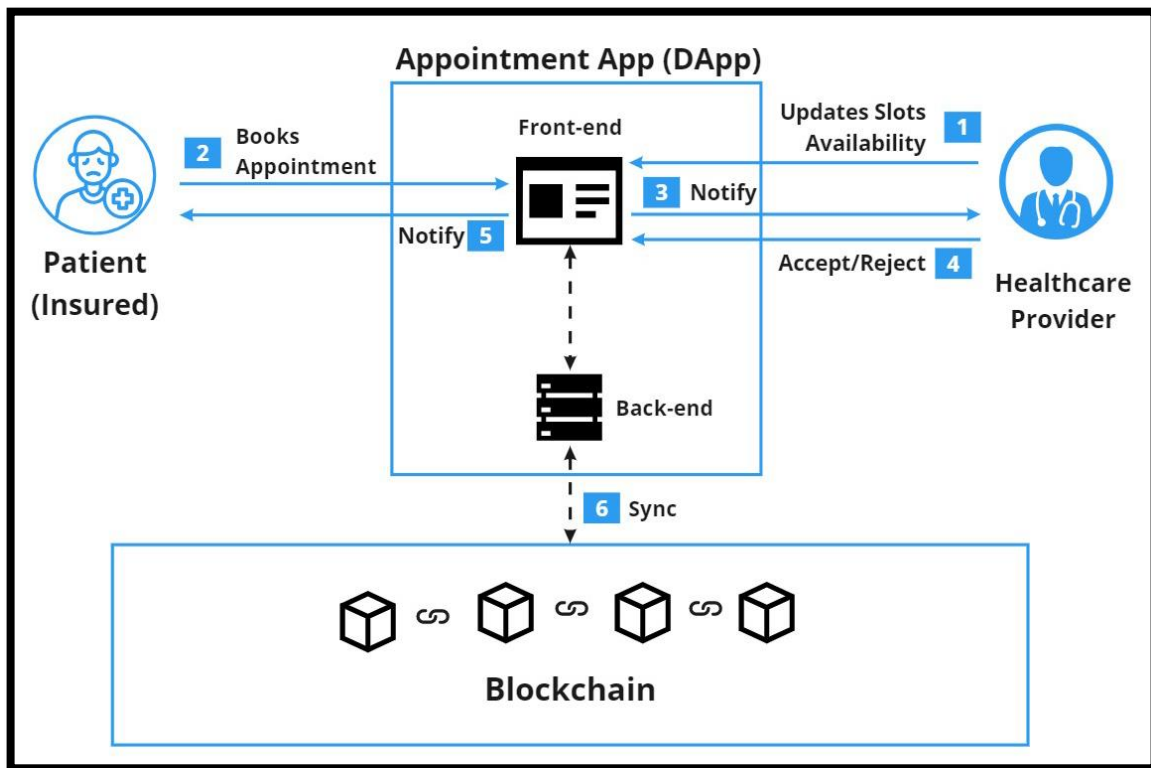 Appointment App (DApp)
Front-end
2
Books
Appointment
Updates Slots
Availability
1
3 Notify
Notify 5
Accept/Reject 4
Patient
(Insured)
Healthcare
Provider
Back-end
6 Sync
Blockchain